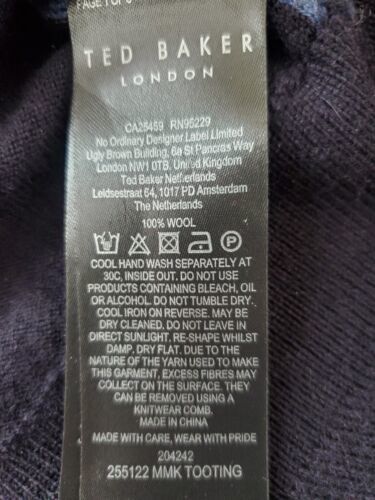 PAGE 1 OF
TED BAKER
LONDON
CA25469 RN95229
No Ordinary Designer Label Limited
Ugly Brown Building, 6a St Pancras Way
London NW1 0TB, United Kingdom
Ted Baker Netherlands
Leidsestraat 64, 1017 PD Amsterdam
The Netherlands
100% WOOL
COOL HAND WASH SEPARATELY AT
30C, INSIDE OUT. DO NOT USE
PRODUCTS CONTAINING BLEACH, OIL
OR ALCOHOL. DO NOT TUMBLE DRY.
COOL IRON ON REVERSE. MAY BE
DRY CLEANED. DO NOT LEAVE IN
DIRECT SUNLIGHT. RE-SHAPE WHILST
DAMP. DRY FLAT. DUE TO THE
NATURE OF THE YARN USED TO MAKE
THIS GARMENT, EXCESS FIBRES MAY
COLLECT ON THE SURFACE. THEY
CAN BE REMOVED USING A
KNITWEAR COMB.
MADE IN CHINA
MADE WITH CARE, WEAR WITH PRIDE
204242
255122 MMK TOOTING